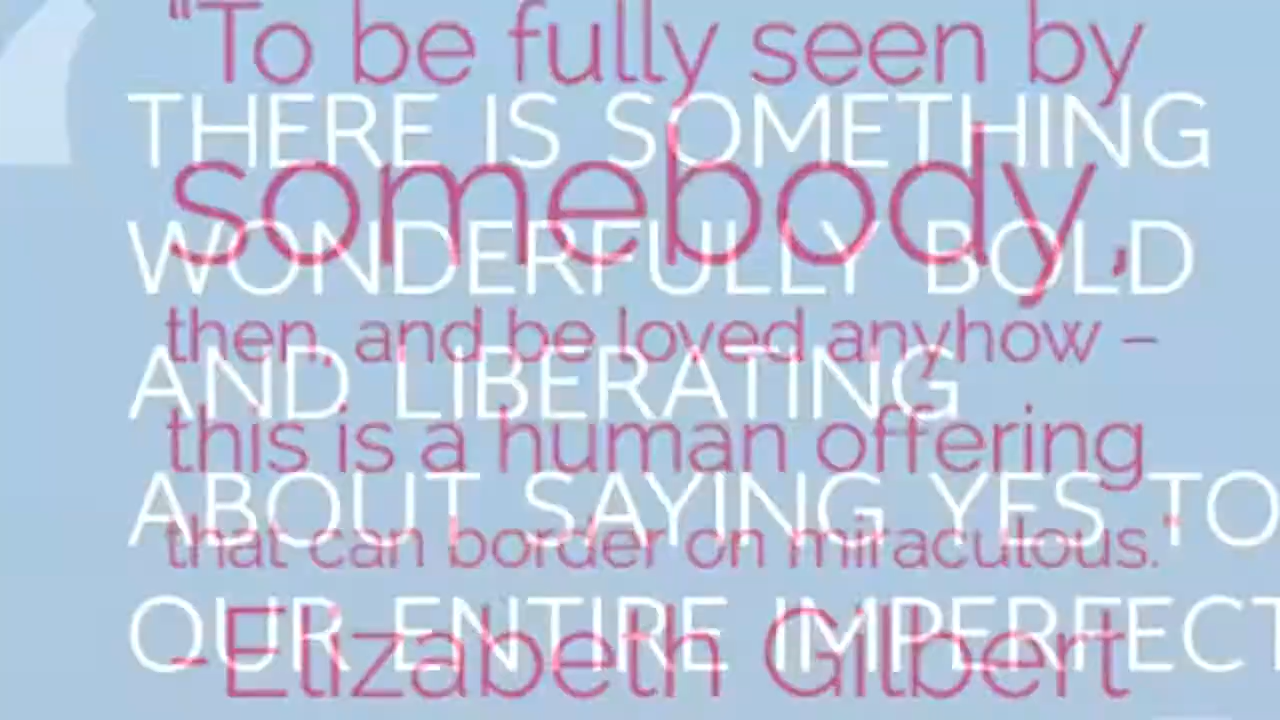 "To be fully seen by
somebody,
then, and be loved anyhow –
this is a human offering
that can border on miraculous."
-Elizabeth Gilbert
THERE IS SOMETHING
WONDERFULLY BOLD
AND LIBERATING
ABOUT SAYING YES TO
OUR ENTIRE IMPERFECT